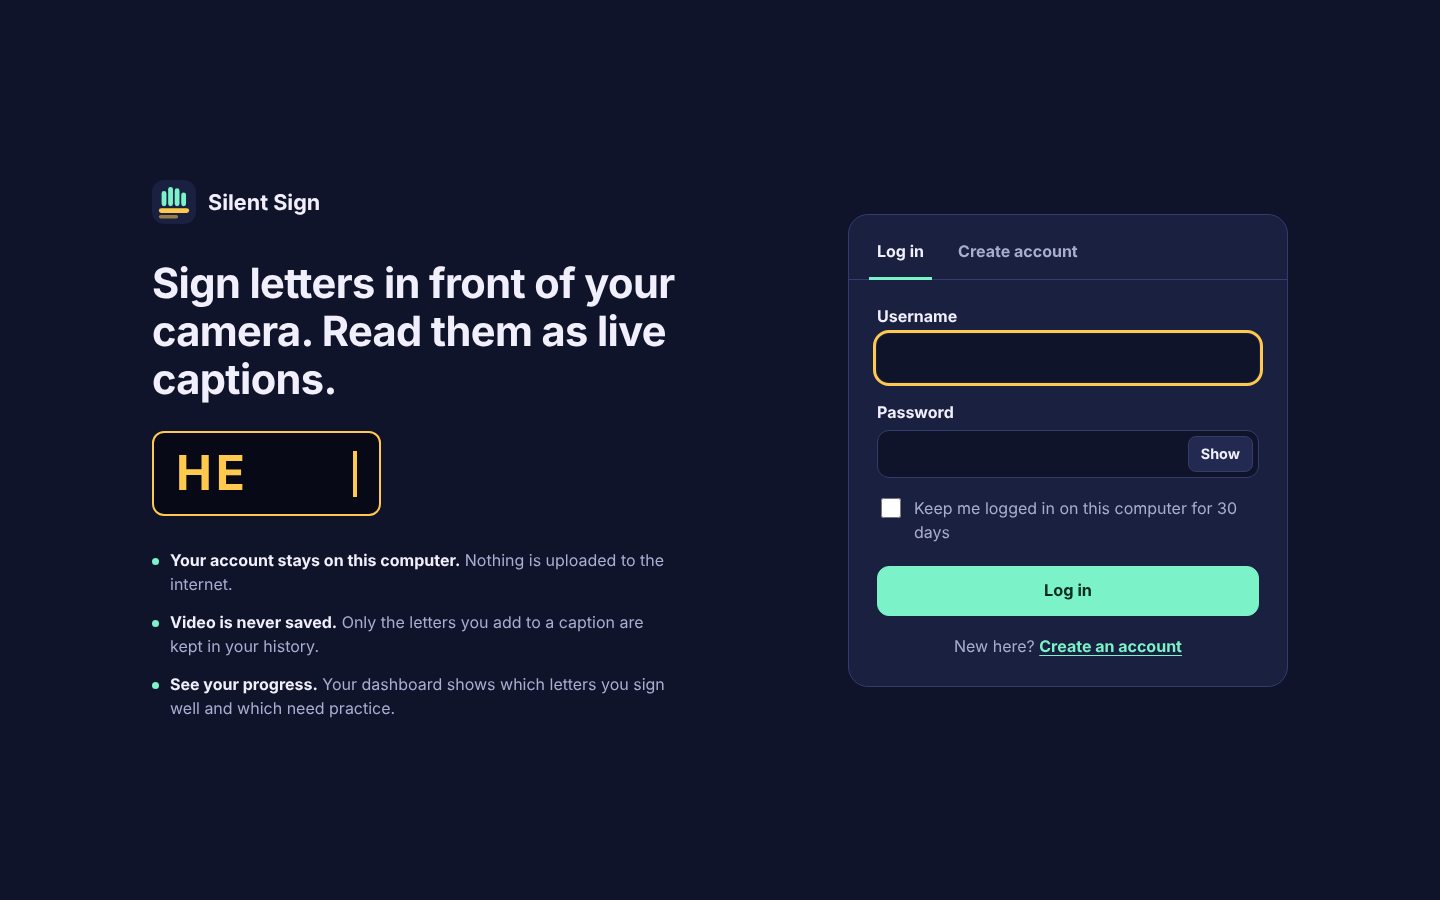 Silent Sign
Sign letters in front of your
camera. Read them as live
captions.
HE
Your account stays on this computer. Nothing is uploaded to the
internet.
Video is never saved. Only the letters you add to a caption are
kept in your history.
See your progress. Your dashboard shows which letters you sign
well and which need practice.
Log in
Create account
Username
Password
Show
Keep me logged in on this computer for 30
days
Log in
New here? Create an account